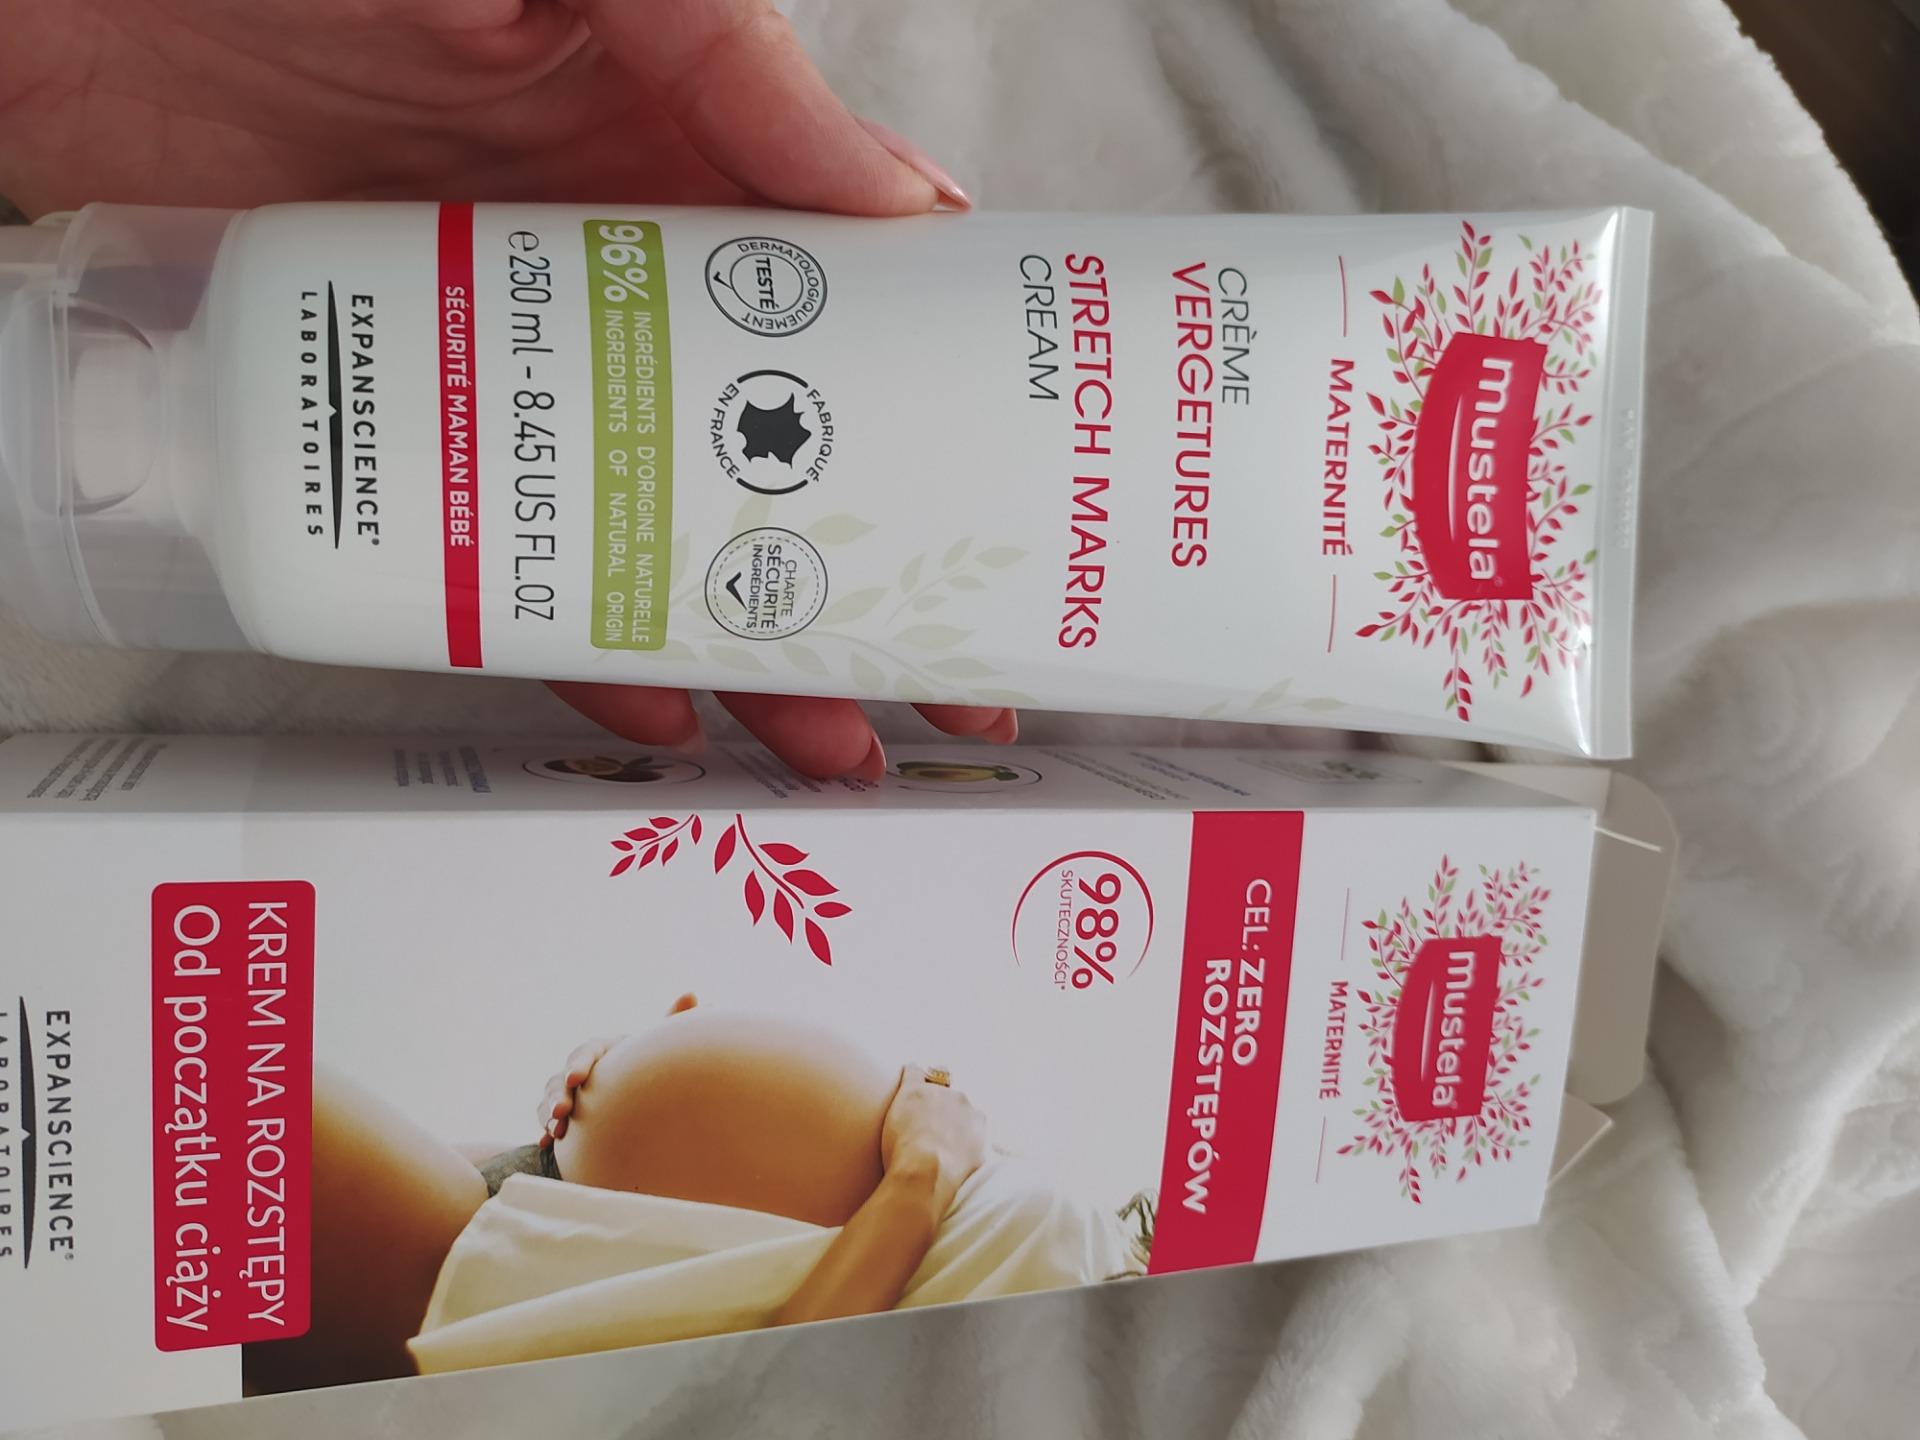 mustela®
MATERNITÉ
CRÈME
VERGETURES
STRETCH MARKS
CREAM
DERMATOLOGIQUEMENT
TESTÉ
FABRIQUÉ
EN FRANCE
CHARTE
SÉCURITÉ
INGRÉDIENTS
96% INGRÉDIENTS D'ORIGINE NATURELLE
INGREDIENTS OF NATURAL ORIGIN
e 250 ml - 8.45 US FL.OZ
SÉCURITÉ MAMAN BÉBÉ
EXPANSCIENCE®
LABORATOIRES
mustela®
MATERNITÉ
CEL: ZERO
ROZSTĘPÓW
98%
SKUTECZNOŚCI*
KREM NA ROZSTĘPY
Od początku ciąży
EXPANSCIENCE®
LABORATOIRES